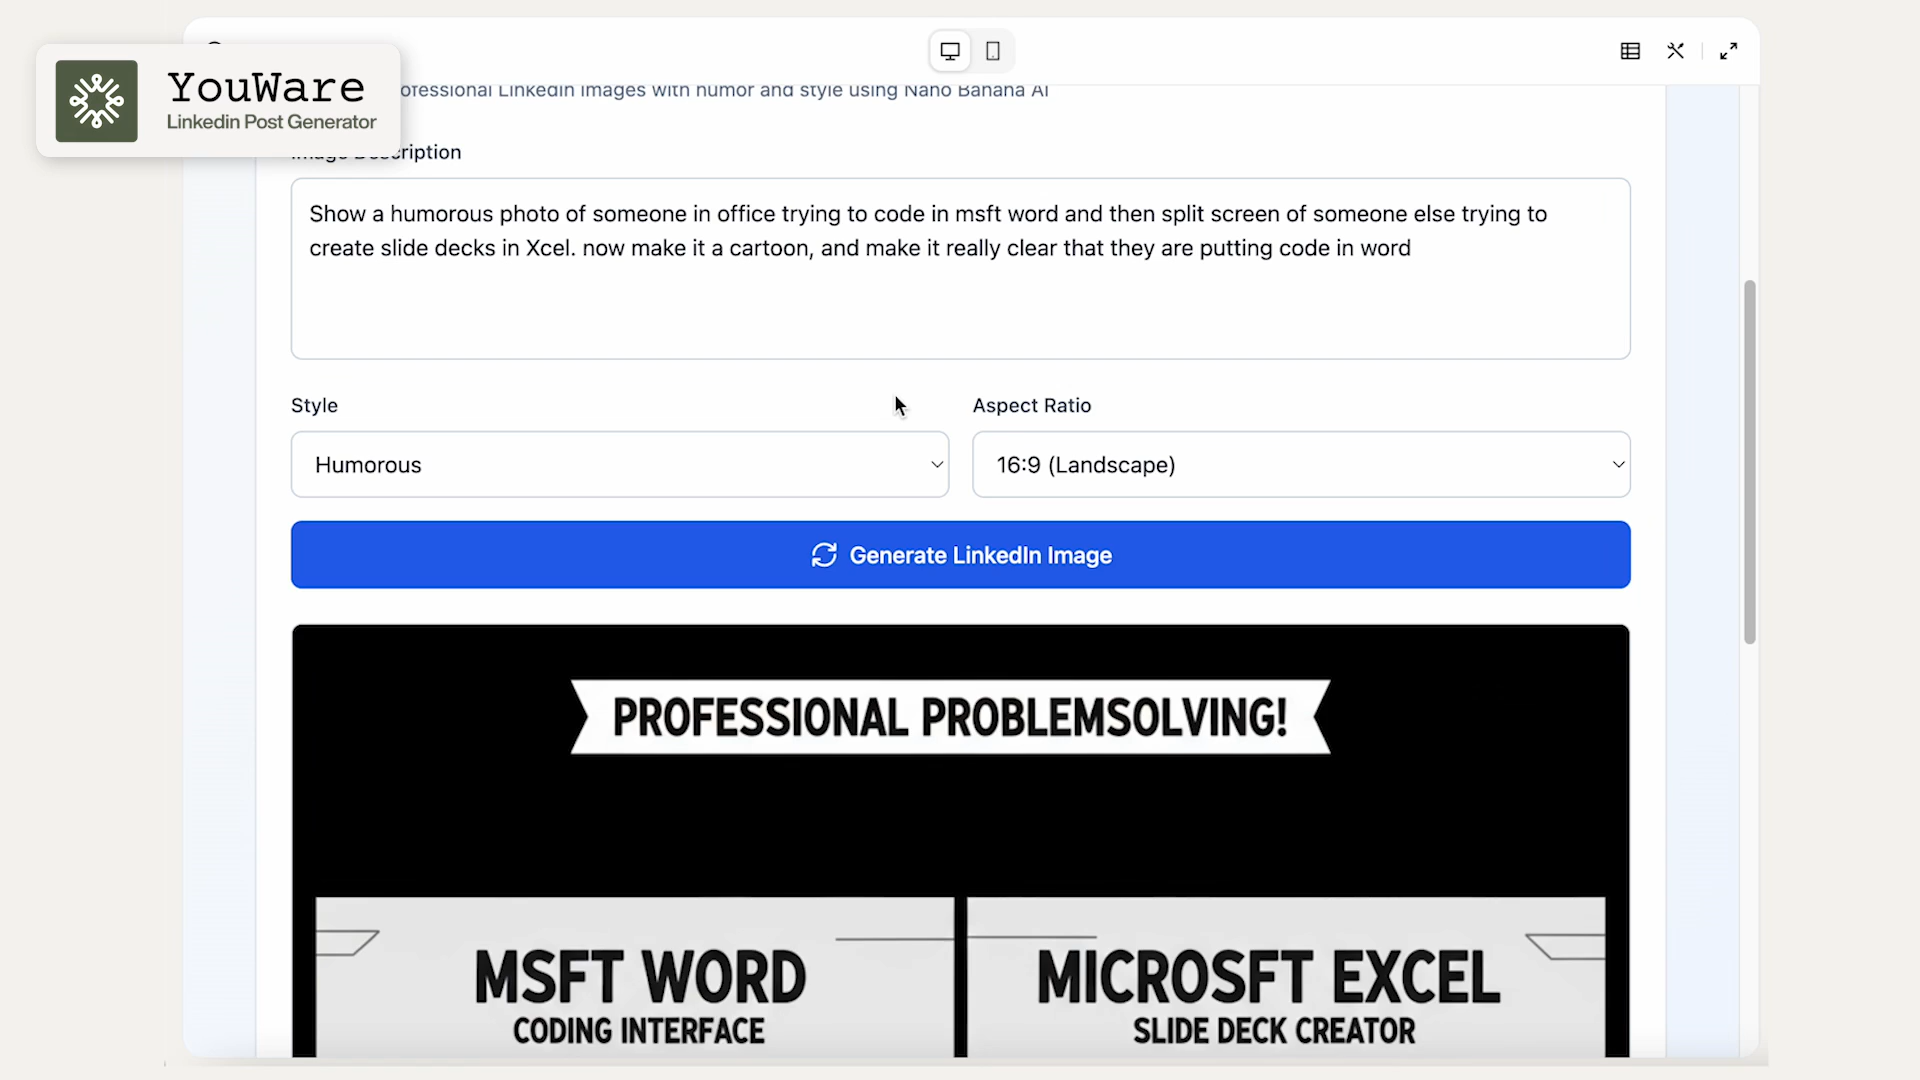 YouWare
Linkedin Post Generator
ofessional LinkedIn images with humor and style using Nano Banana AI
Image Description
Show a humorous photo of someone in office trying to code in msft word and then split screen of someone else trying to
create slide decks in Xcel. now make it a cartoon, and make it really clear that they are putting code in word
Style
Aspect Ratio
Humorous
16:9 (Landscape)
Generate LinkedIn Image
PROFESSIONAL PROBLEMSOLVING!
MSFT WORD
CODING INTERFACE
MICROSFT EXCEL
SLIDE DECK CREATOR